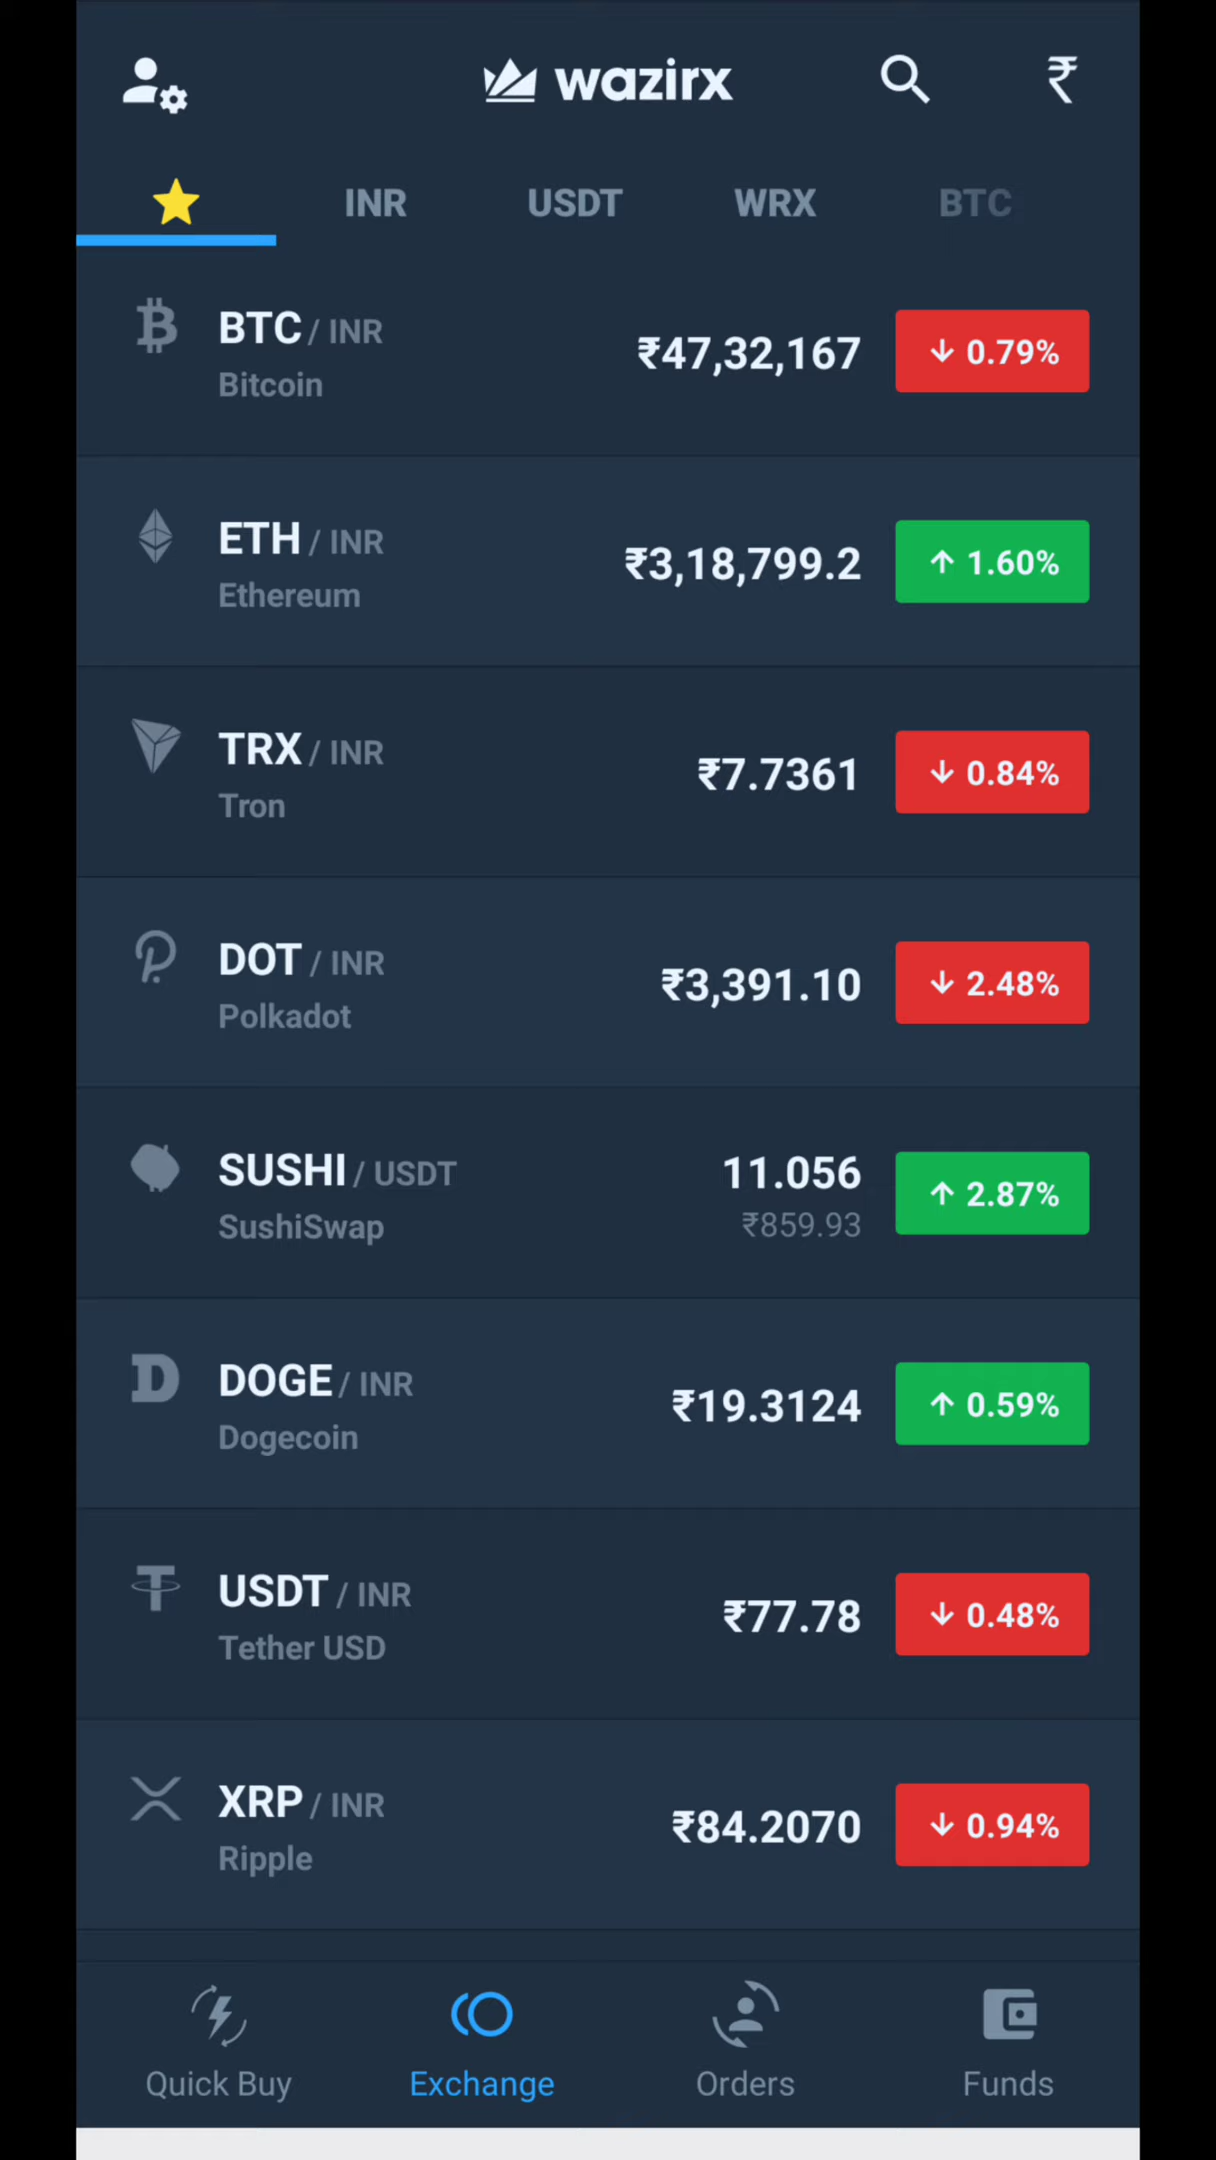 wazirx ₹
INR USDT WRX BTC
BTC / INR
Bitcoin
₹47,32,167
↓ 0.79%
ETH / INR
Ethereum
₹3,18,799.2
↑ 1.60%
TRX / INR
Tron
₹7.7361
↓ 0.84%
DOT / INR
Polkadot
₹3,391.10
↓ 2.48%
SUSHI / USDT
SushiSwap
11.056
₹859.93
↑ 2.87%
DOGE / INR
Dogecoin
₹19.3124
↑ 0.59%
USDT / INR
Tether USD
₹77.78
↓ 0.48%
XRP / INR
Ripple
₹84.2070
↓ 0.94%
Quick Buy Exchange Orders Funds